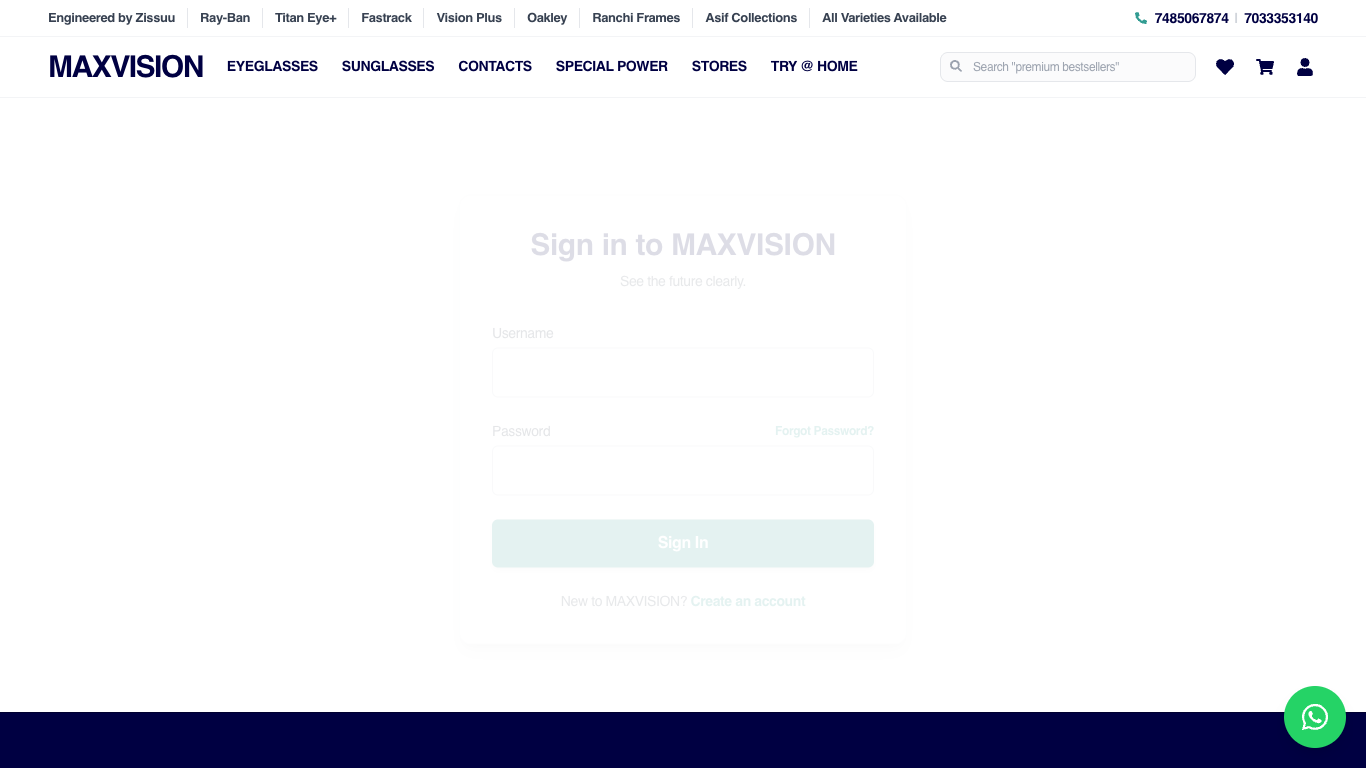 Engineered by Zissuu Ray-Ban Titan Eye+ Fastrack Vision Plus Oakley Ranchi Frames Asif Collections All Varieties Available 7485067874 | 7033353140
MAXVISION EYEGLASSES SUNGLASSES CONTACTS SPECIAL POWER STORES TRY @ HOME Search "premium bestsellers"
Sign in to MAXVISION
See the future clearly.
Username
Password Forgot Password?
Sign In
New to MAXVISION? Create an account